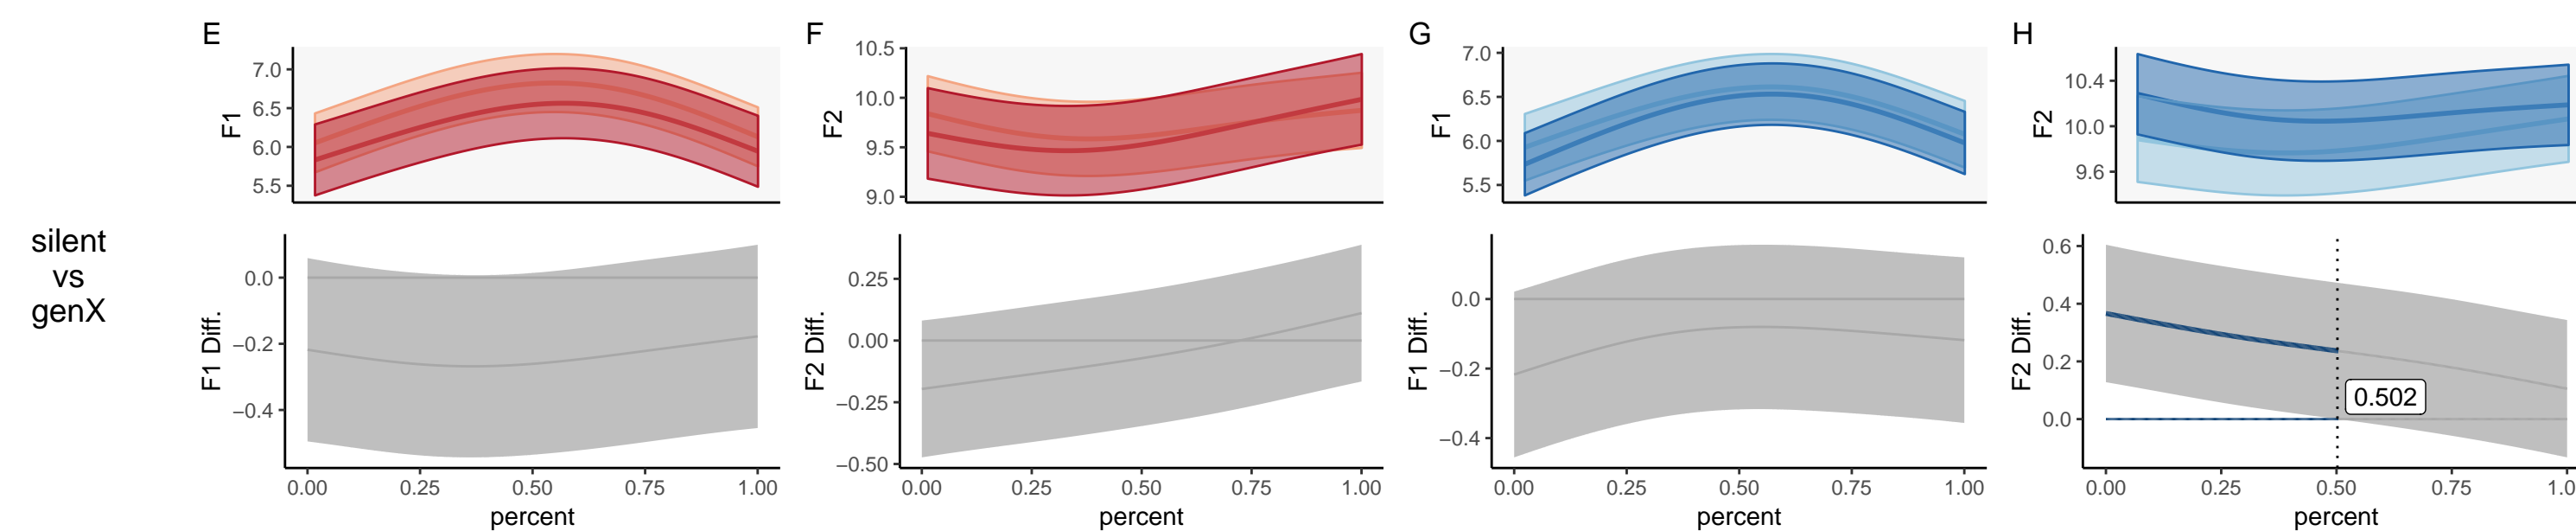 silent
vs
genX
E
F1
7.0
6.5
6.0
5.5
F1 Diff.
0.0
−0.2
−0.4
0.00 0.25 0.50 0.75 1.00
percent
F
F2
10.5
10.0
9.5
9.0
F2 Diff.
0.25
0.00
−0.25
−0.50
0.00 0.25 0.50 0.75 1.00
percent
G
F1
7.0
6.5
6.0
5.5
F1 Diff.
0.0
−0.2
−0.4
0.00 0.25 0.50 0.75 1.00
percent
H
F2
10.4
10.0
9.6
F2 Diff.
0.6
0.4
0.2
0.0
0.502
0.00 0.25 0.50 0.75 1.0
percent